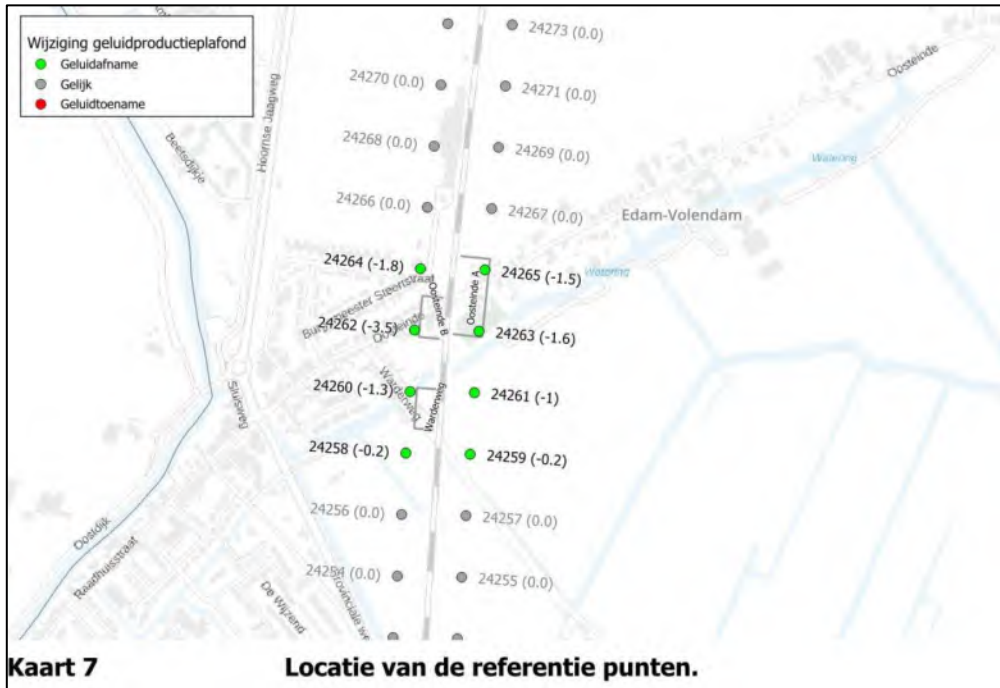 Wijziging geluidproductieplafond
Geluidafname
Gelijk
Geluidtoename
24273 (0.0)
24270 (0.0)
24271 (0.0)
24268 (0.0)
24269 (0.0)
24266 (0.0)
24267 (0.0)
24264 (-1.8)
24265 (-1.5)
24262 (-3.5)
24263 (-1.6)
24260 (-1.3)
24261 (-1)
24258 (-0.2)
24259 (-0.2)
24256 (0.0)
24257 (0.0)
24254 (0.0)
24255 (0.0)
Hoornse Jaagweg
Beetsdijkje
Oosteinde
Watering
Edam-Volendam
Watering
Oosteinde A
Oosteinde B
Oosteinde
Warderweg
Warderweg
Sluisweg
Oostdijk
Raadhuisstraat
De Wijzend
Kaart 7
Locatie van de referentie punten.